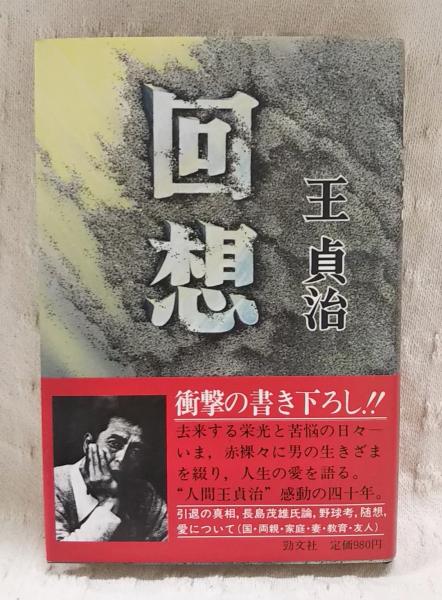 回想
王貞治
衝撃の書き下ろし!!
去来する栄光と苦悩の日々—
いま,赤裸々に男の生きざま
を綴り,人生の愛を語る。
“人間王貞治”感動の四十年。
引退の真相,長島茂雄氏論,野球考,随想,
愛について(国・両親・家庭・妻・教育・友人)
勁文社 定価980円